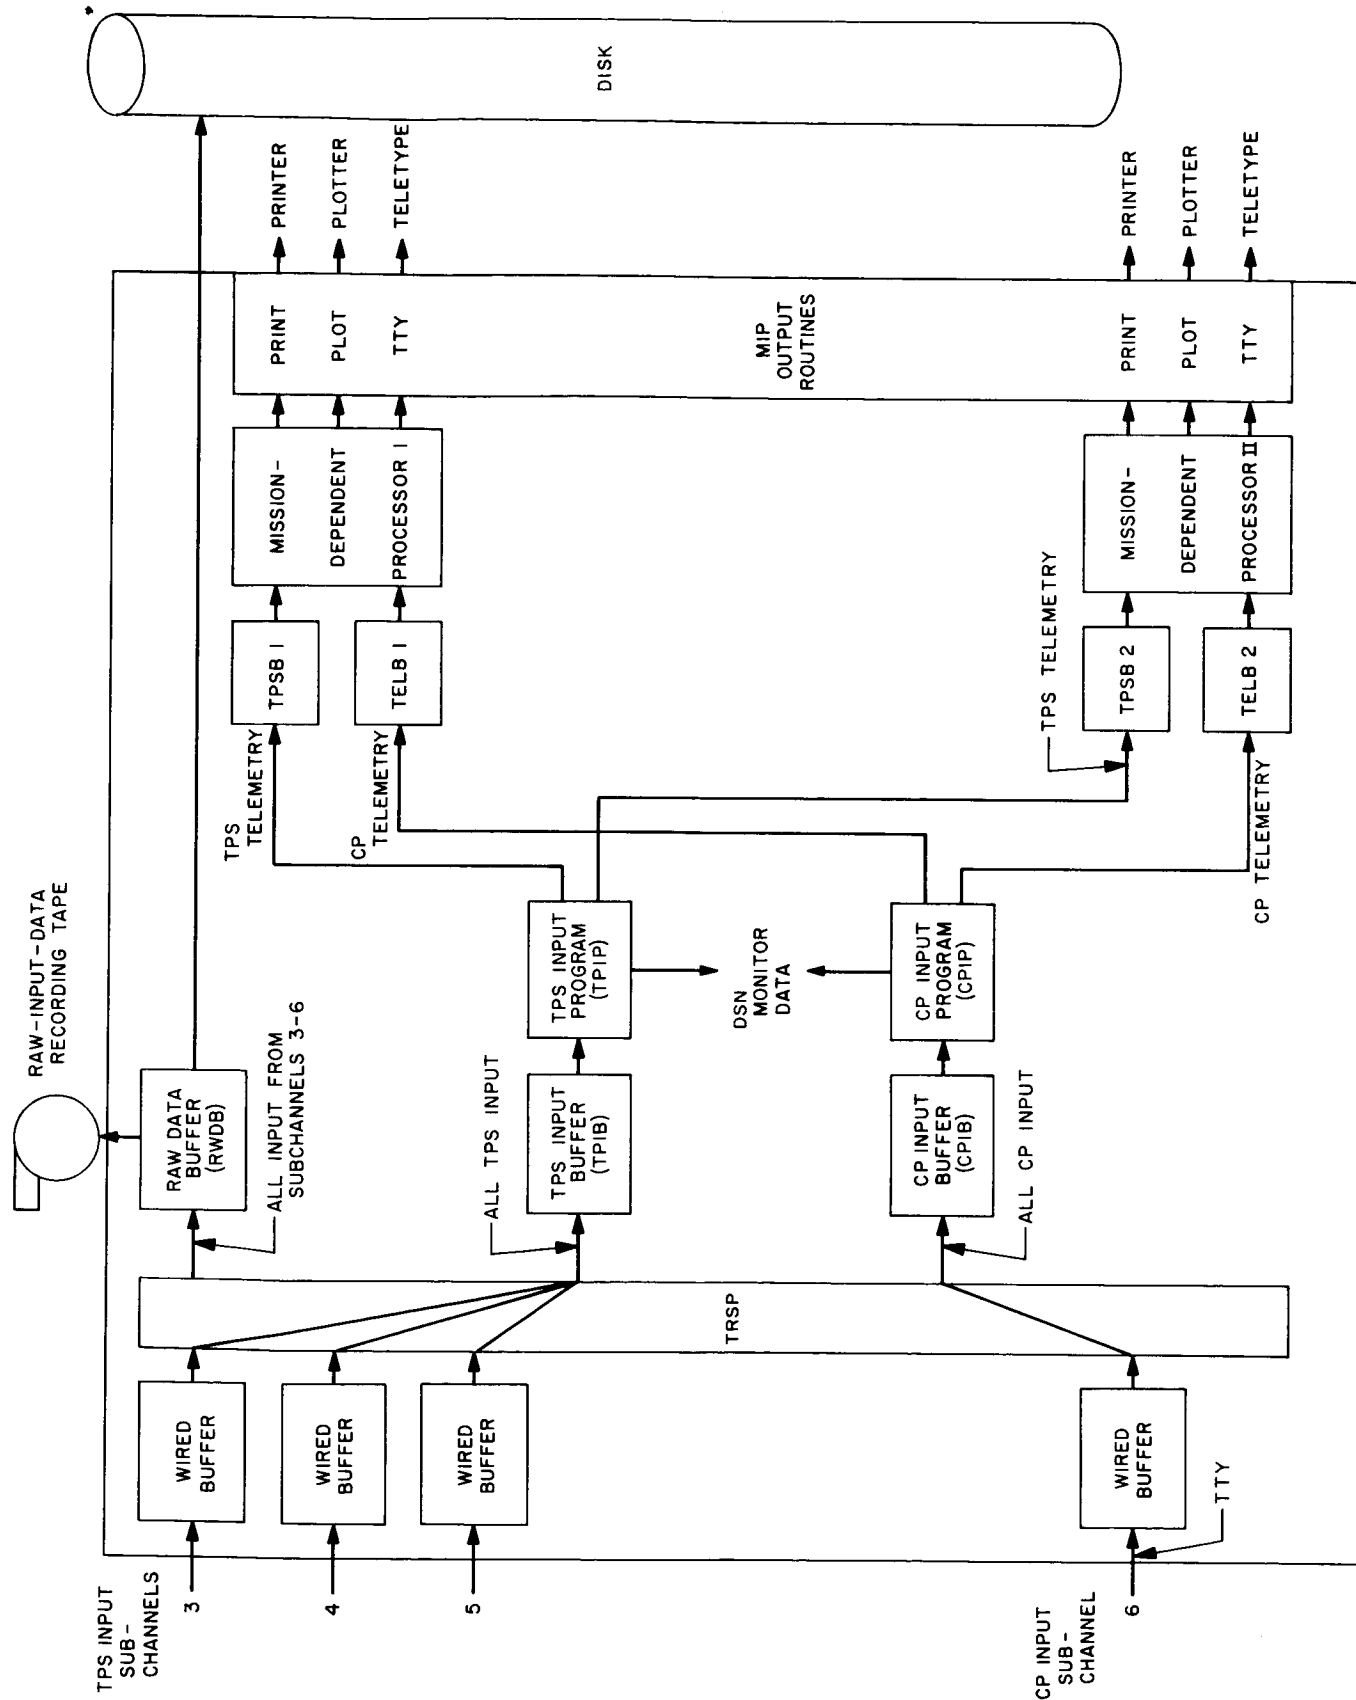 TPS INPUT
SUB-
CHANNELS
3
4
5
CP INPUT
SUB-
CHANNEL
6
TTY
WIRED
BUFFER
WIRED
BUFFER
WIRED
BUFFER
WIRED
BUFFER
TRSP
RAW-INPUT-DATA
RECORDING TAPE
RAW DATA
BUFFER
(RWDB)
ALL INPUT FROM
SUBCHANNELS 3-6
ALL TPS INPUT
TPS INPUT
BUFFER
(TPIB)
CP INPUT
BUFFER
(CPIB)
ALL CP INPUT
TPS INPUT
PROGRAM
(TPIP)
DSN
MONITOR
DATA
CP INPUT
PROGRAM
(CPIP)
TPS
TELEMETRY
CP
TELEMETRY
TPS TELEMETRY
CP TELEMETRY
TPSB 1
TELB 1
TPSB 2
TELB 2
MISSION-
DEPENDENT
PROCESSOR I
MISSION-
DEPENDENT
PROCESSOR II
PRINT
PLOT
TTY
MIP
OUTPUT
ROUTINES
PRINT
PLOT
TTY
PRINTER
PLOTTER
TELETYPE
PRINTER
PLOTTER
TELETYPE
DISK